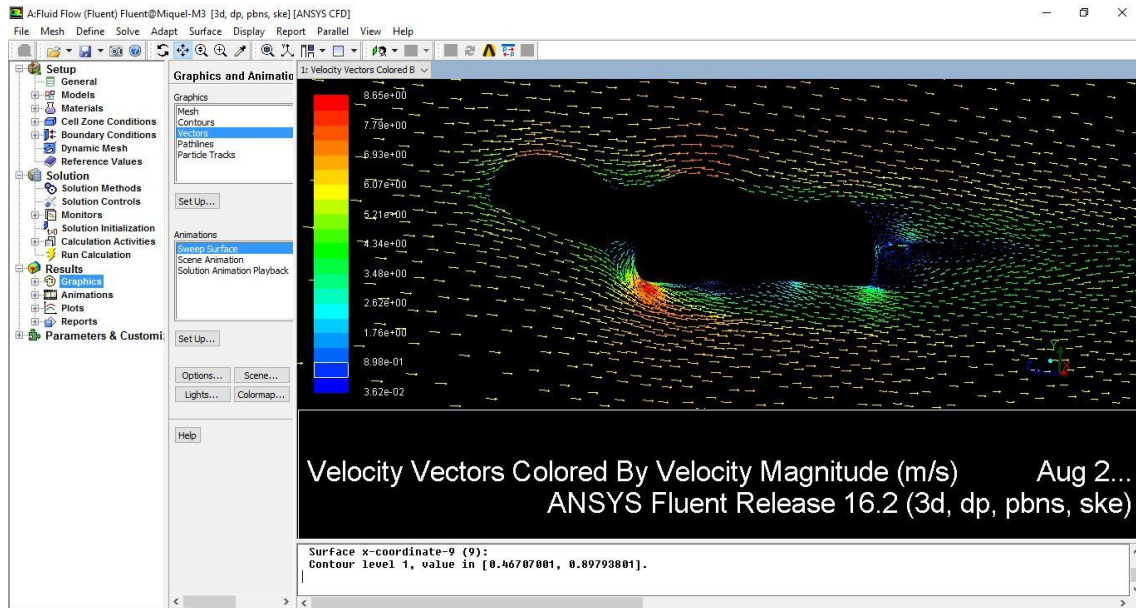 A:Fluid Flow (Fluent) Fluent@Miquel-M3 [3d, dp, pbns, ske] [ANSYS CFD]
File Mesh Define Solve Adapt Surface Display Report Parallel View Help
Setup
General
Models
Materials
Cell Zone Conditions
Boundary Conditions
Dynamic Mesh
Reference Values
Solution
Solution Methods
Solution Controls
Monitors
Solution Initialization
Calculation Activities
Run Calculation
Results
Graphics
Animations
Plots
Reports
Parameters & Customi:
Graphics and Animatio
Graphics
Mesh
Contours
Vectors
Pathlines
Particle Tracks
Set Up...
Animations
Sweep Surface
Scene Animation
Solution Animation Playback
Set Up...
Options... Scene...
Lights... Colormap...
Help
1: Velocity Vectors Colored B
8.65e+00
7.79e+00
6.93e+00
6.07e+00
5.21e+00
4.34e+00
3.48e+00
2.62e+00
1.76e+00
8.98e-01
3.62e-02
Y
Velocity Vectors Colored By Velocity Magnitude (m/s) Aug 2...
ANSYS Fluent Release 16.2 (3d, dp, pbns, ske)
Surface x-coordinate-9 (9):
Contour level 1, value in [0.46707001, 0.89793801].